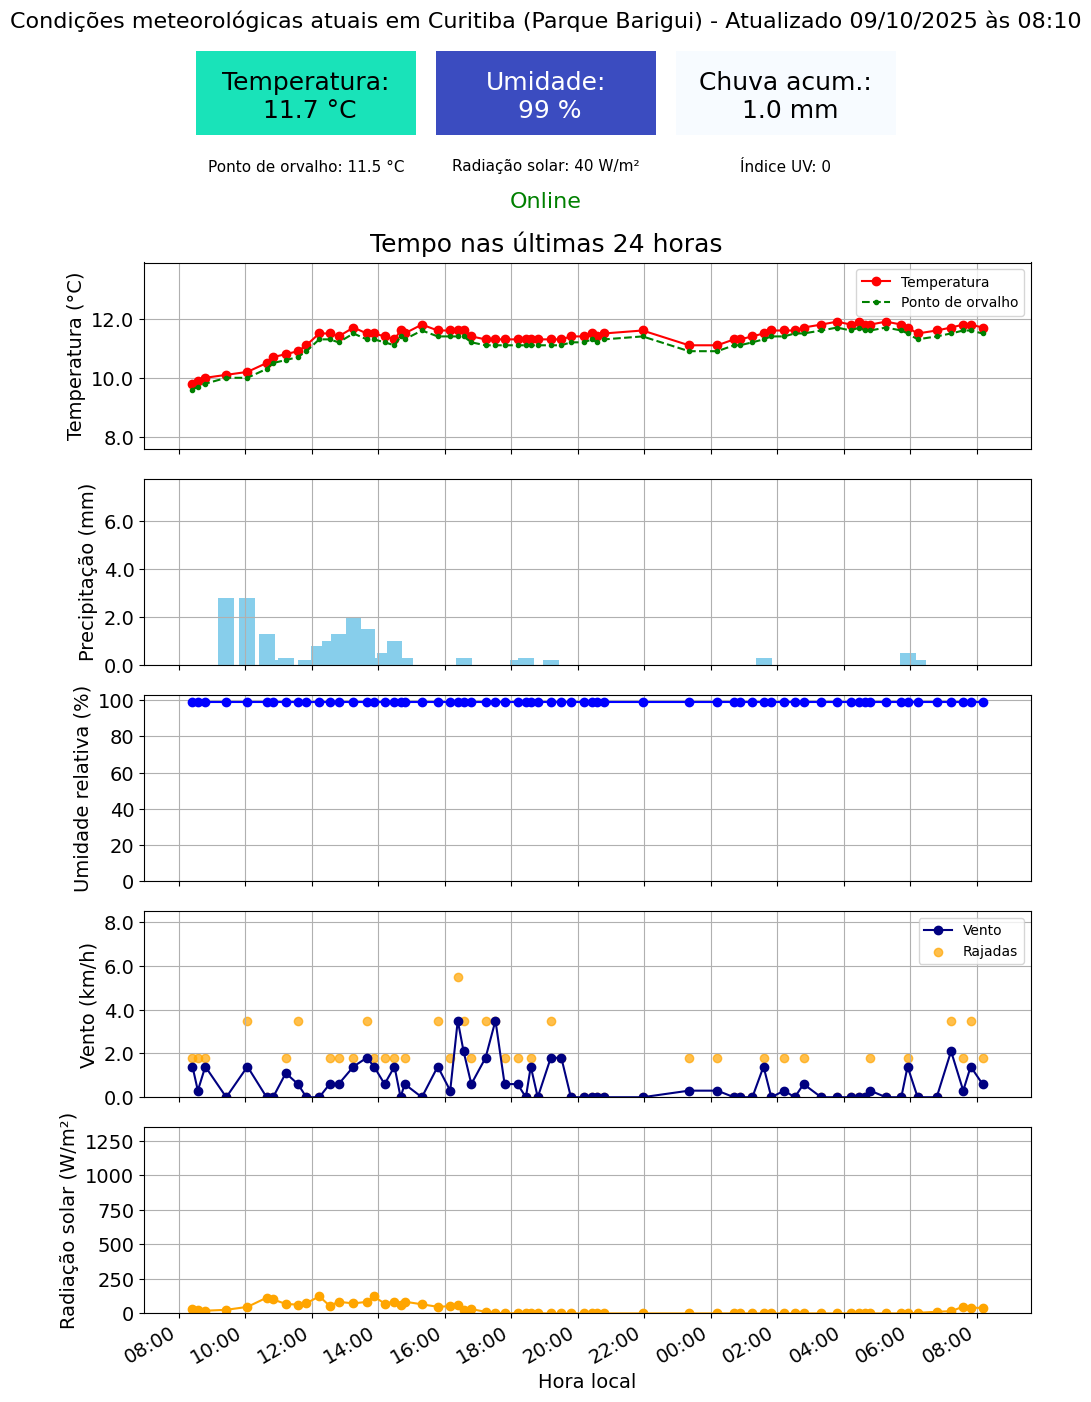 Condições meteorológicas atuais em Curitiba (Parque Barigui) - Atualizado 09/10/2025 às 08:10
Temperatura:
11.7 °C
Umidade:
99 %
Chuva acum.:
1.0 mm
Ponto de orvalho: 11.5 °C
Radiação solar: 40 W/m²
Índice UV: 0
Online
Tempo nas últimas 24 horas
Temperatura (°C)
12.0
10.0
8.0
Temperatura
Ponto de orvalho
Precipitação (mm)
6.0
4.0
2.0
0.0
Umidade relativa (%)
100
80
60
40
20
0
Vento (km/h)
8.0
6.0
4.0
2.0
0.0
Vento
Rajadas
Radiação solar (W/m²)
1250
1000
750
500
250
0
08:00
10:00
12:00
14:00
16:00
18:00
20:00
22:00
00:00
02:00
04:00
06:00
08:00
Hora local